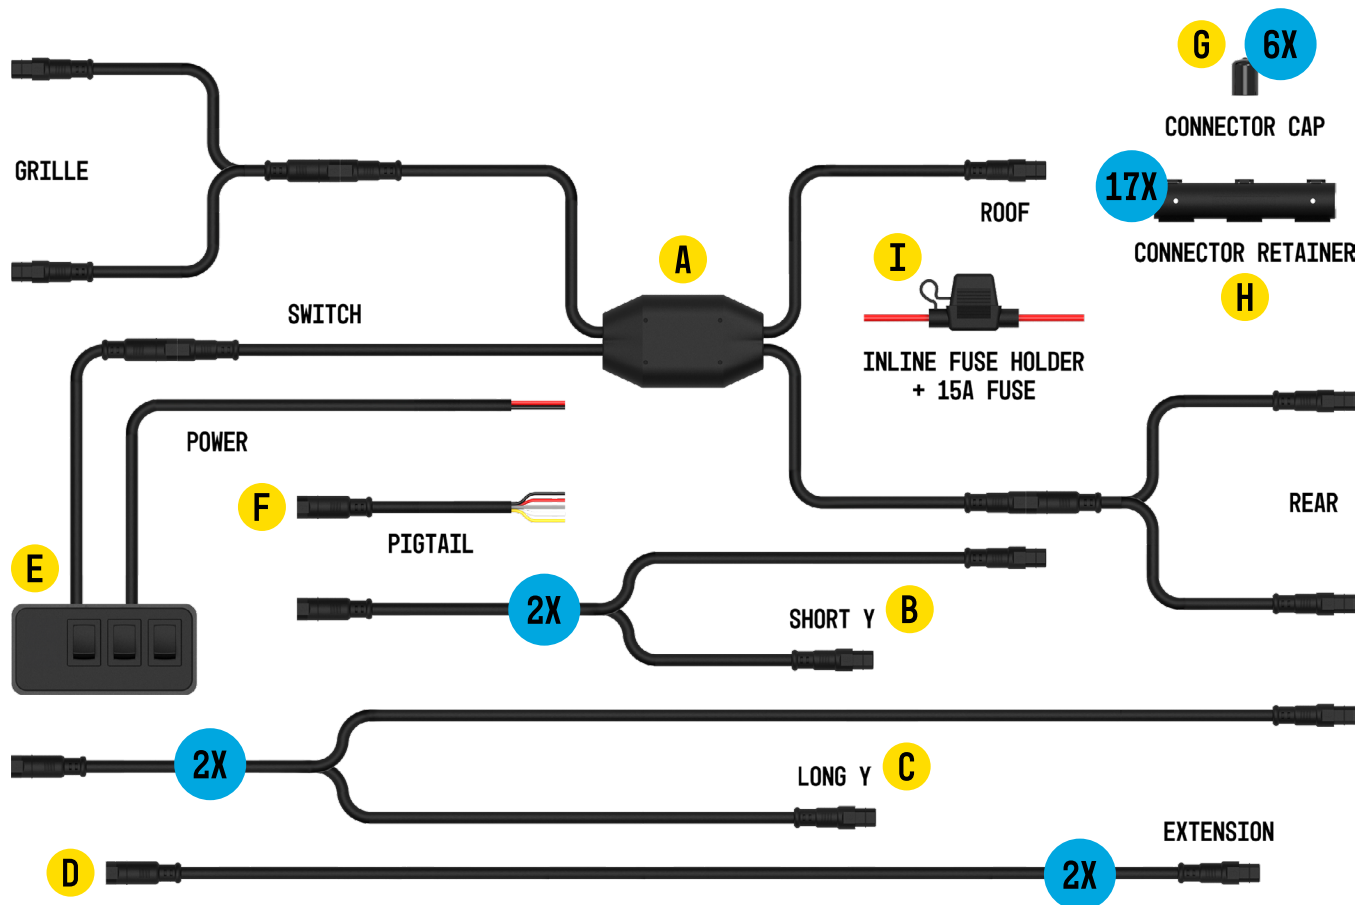 G
6X
CONNECTOR CAP
GRILLE
17X
ROOF
A
I
CONNECTOR RETAINER
H
SWITCH
INLINE FUSE HOLDER
+ 15A FUSE
POWER
F
REAR
PIGTAIL
E
2X
SHORT Y
B
2X
LONG Y
C
EXTENSION
D
2X